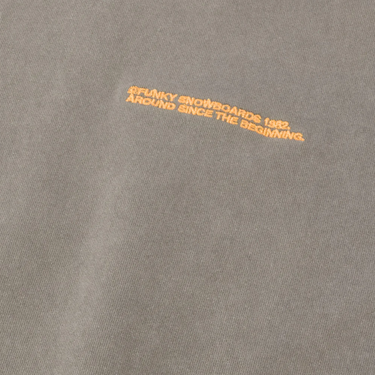 FUNKY SNOWBOARDS 1982.
AROUND SINCE THE BEGINNING.